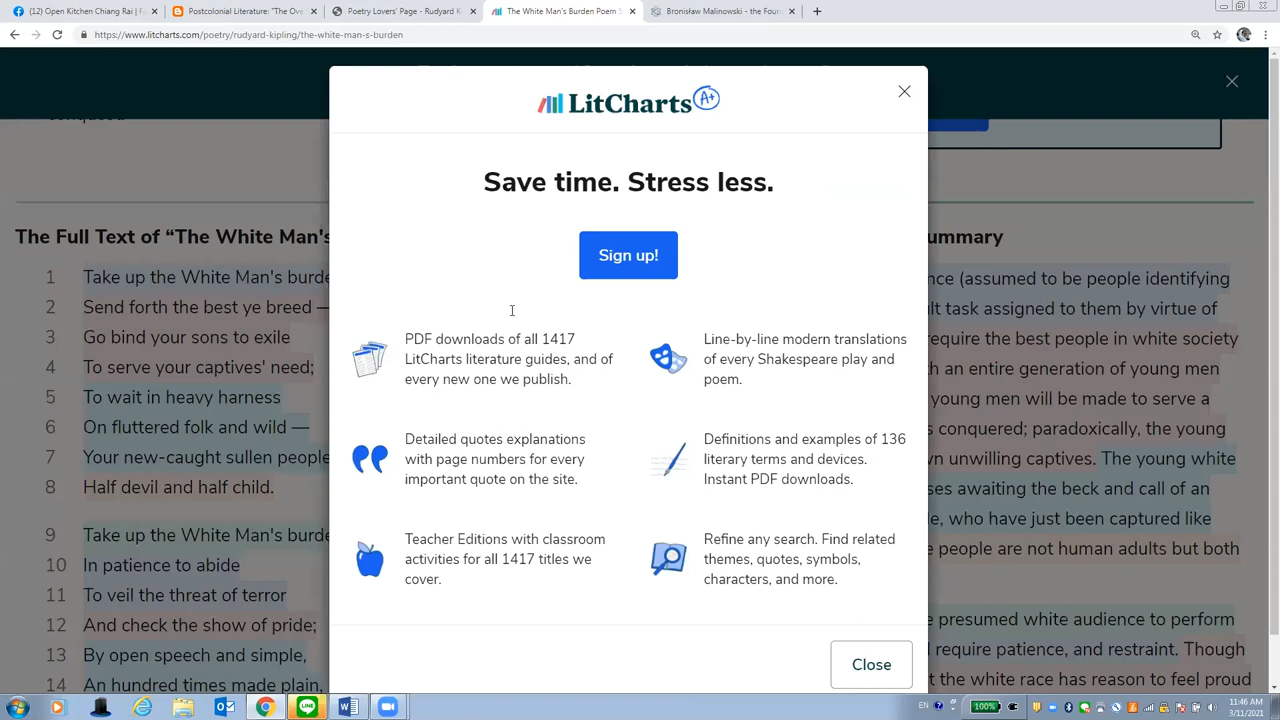 (12) Open Kitchen Chiang Rai | Fa
Postcolonial Literature: "The Ove
Poetry Lovers' Page - Rudyard K
The White Man's Burden Poem S
Bronisław Malinowski - the Foun
https://www.litcharts.com/poetry/rudyard-kipling/the-white-man-s-burden
LitCharts A+
Save time. Stress less.
Sign up!
PDF downloads of all 1417
LitCharts literature guides, and of
every new one we publish.
Line-by-line modern translations
of every Shakespeare play and
poem.
Detailed quotes explanations
with page numbers for every
important quote on the site.
Definitions and examples of 136
literary terms and devices.
Instant PDF downloads.
Teacher Editions with classroom
activities for all 1417 titles we
cover.
Refine any search. Find related
themes, quotes, symbols,
characters, and more.
Close
The Full Text of “The White Man's
1 Take up the White Man's burde
2 Send forth the best ye breed —
3 Go bind your sons to exile
4 To serve your captives' need;
5 To wait in heavy harness
6 On fluttered folk and wild —
7 Your new-caught sullen people
8 Half devil and half child.
9 Take up the White Man's burde
10 In patience to abide
11 To veil the threat of terror
12 And check the show of pride;
13 By open speech and simple,
14 An hundred times made plain,
ummary
nce (assumed to be people identifying
ult task assigned to them by virtue of
require the best people in white society
th an entire generation of young men
young men will be made to serve a
s conquered; paradoxically, the young
wn unwilling captives. The young white
ses awaiting the beck and call of an
le, who have just been captured like
people are not human adults but both
presumed white audience to perform
require patience, and restraint. Though
t the white race has reason to feel proud
EN
100%
11:46 AM
3/11/2021